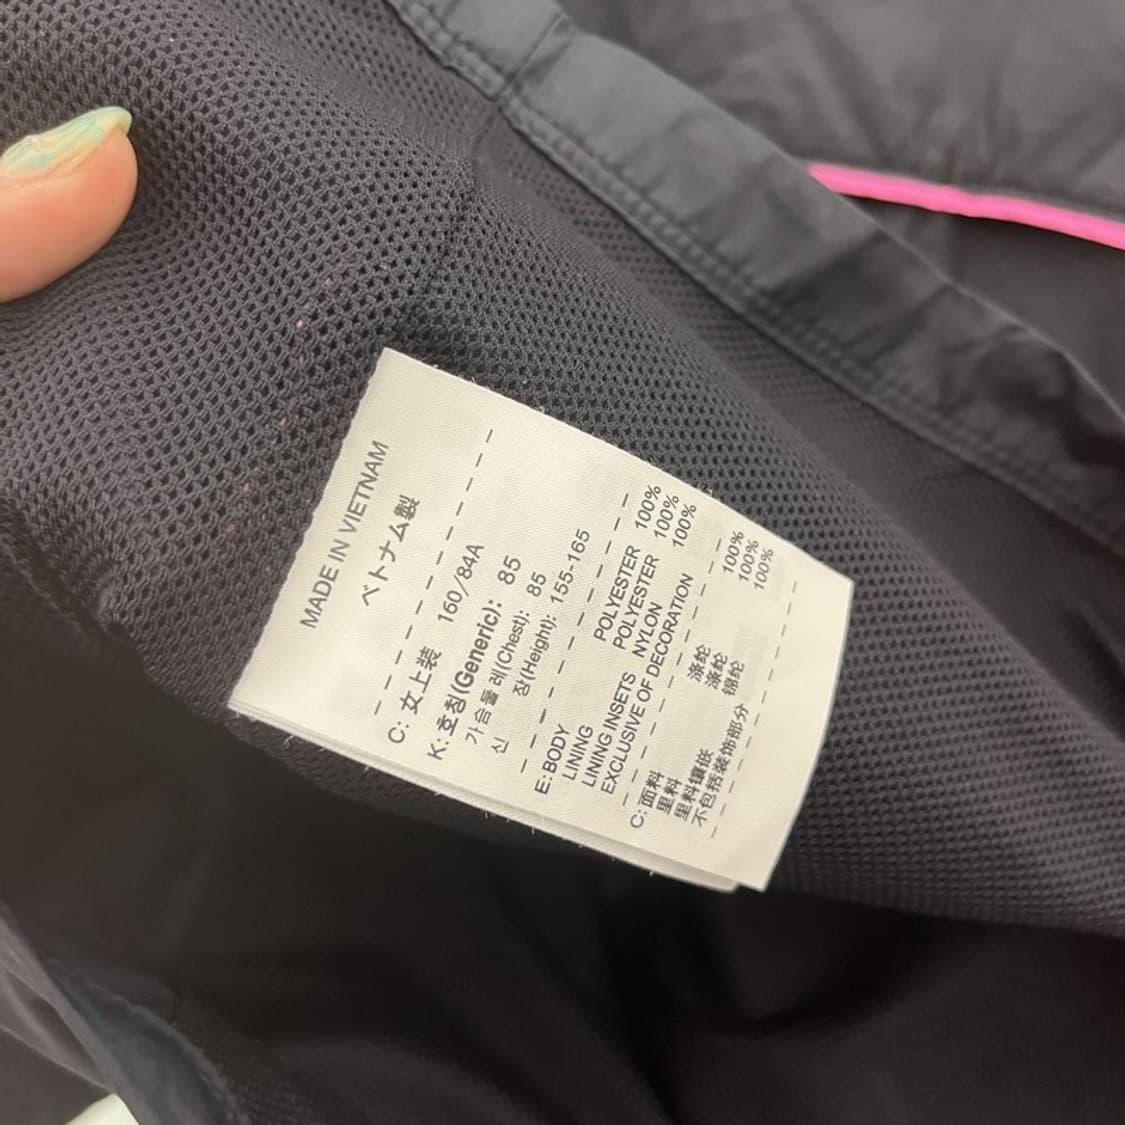 MADE IN VIETNAM
ベトナム製
C: 女上装 160/84A
K: 호칭(Generic): 85
가슴둘레(Chest): 85
신 장(Height): 155-165
E: BODY POLYESTER 100%
LINING POLYESTER 100%
LINING INSETS NYLON 100%
EXCLUSIVE OF DECORATION
C: 面料 涤纶 100%
里料 涤纶 100%
里料镶嵌 锦纶 100%
不包括装饰部分